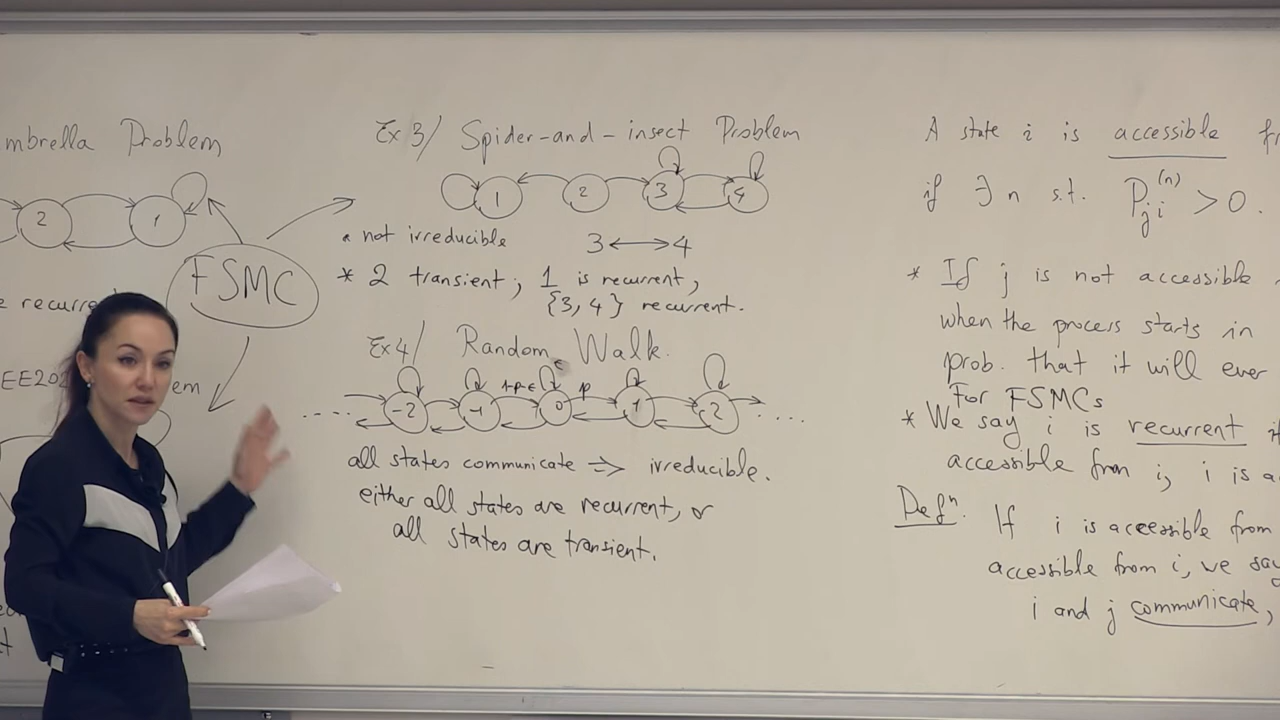 mbrella Problem
2 1
FSMC
e recurre
EE202 em
Ex 3/ Spider-and-insect Problem
1 2 3 4
not irreducible 3 ⟷ 4
* 2 transient; 1 is recurrent,
{3, 4} recurrent.
Ex 4/ Random Walk.
p
.... -2 -1 0 1 2 ....
all states communicate ⇒ irreducible.
either all states are recurrent, or
all states are transient.
A state i is accessible
if ∃ n s.t. P_{ji}^{(n)} > 0.
* If j is not accessible
when the process starts in
prob. that it will ever
For FSMCs
* We say i is recurrent
accessible from i, i is
Defⁿ. If i is accessible from
accessible from i, we say
i and j communicate,